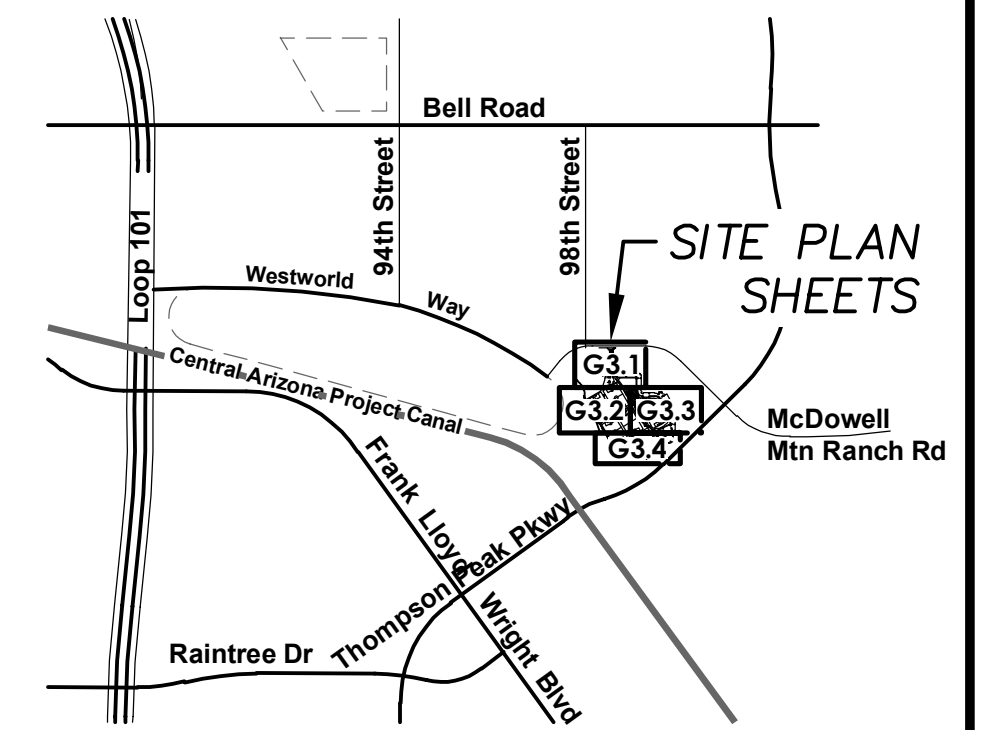 Bell Road
94th Street
98th Street
Loop 101
SITE PLAN
SHEETS
Westworld Way
Central Arizona Project Canal
G3.1
G3.2
G3.3
G3.4
McDowell
Mtn Ranch Rd
Frank Lloyd Wright Blvd
Thompson Peak Pkwy
Raintree Dr